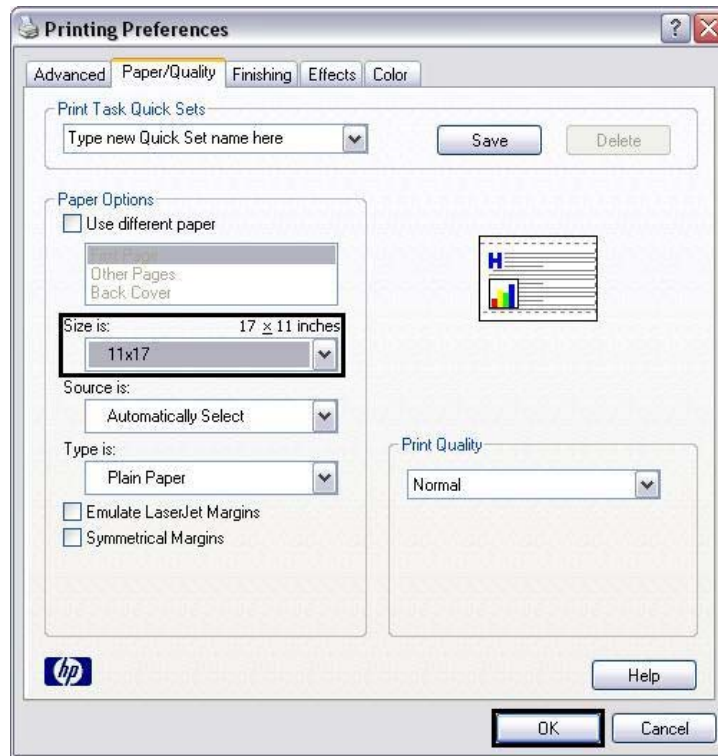 Printing Preferences
Advanced Paper/Quality Finishing Effects Color
Print Task Quick Sets
Type new Quick Set name here Save Delete
Paper Options
Use different paper
First Page
Other Pages
Back Cover
H
Size is: 17 x 11 inches
11x17
Source is:
Automatically Select
Type is:
Plain Paper
Print Quality
Normal
Emulate LaserJet Margins
Symmetrical Margins
hp
Help
OK Cancel